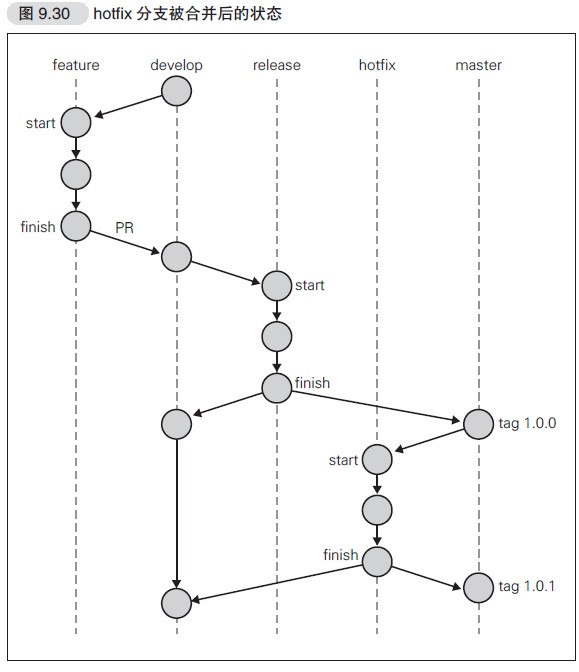 图 9.30 hotfix 分支被合并后的状态
feature develop release hotfix master
start
finish PR
start
finish
tag 1.0.0
start
finish
tag 1.0.1